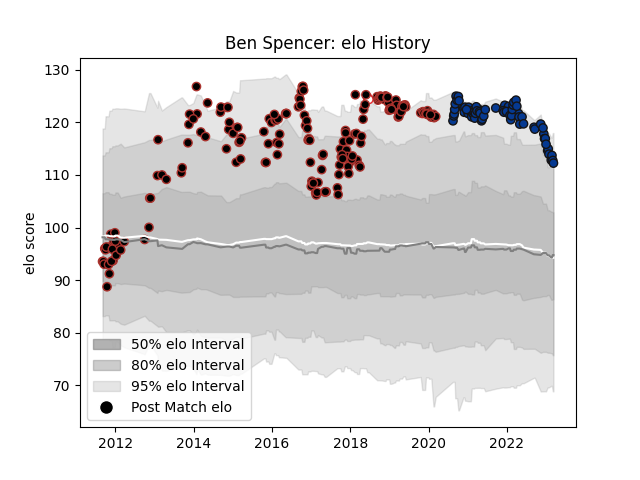 Ben Spencer: elo History
elo score
130
120
110
100
90
80
70
50% elo Interval
80% elo Interval
95% elo Interval
Post Match elo
2012 2014 2016 2018 2020 2022